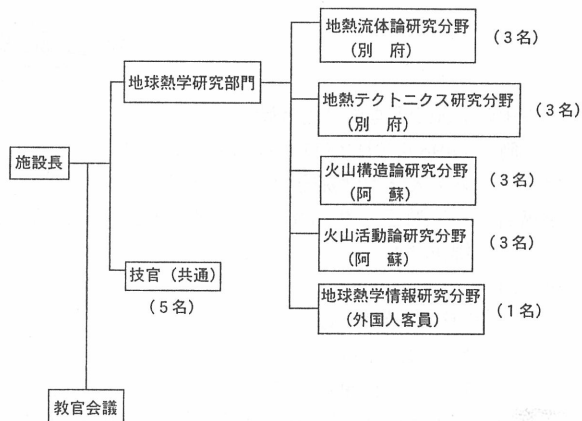 地熱流体論研究分野
(別 府)
(3名)
地球熱学研究部門
地熱テクトニクス研究分野
(別 府)
(3名)
施設長
火山構造論研究分野
(阿 蘇)
(3名)
火山活動論研究分野
(阿 蘇)
(3名)
技官(共通)
(5名)
地球熱学情報研究分野
(外国人客員)
(1名)
教官会議